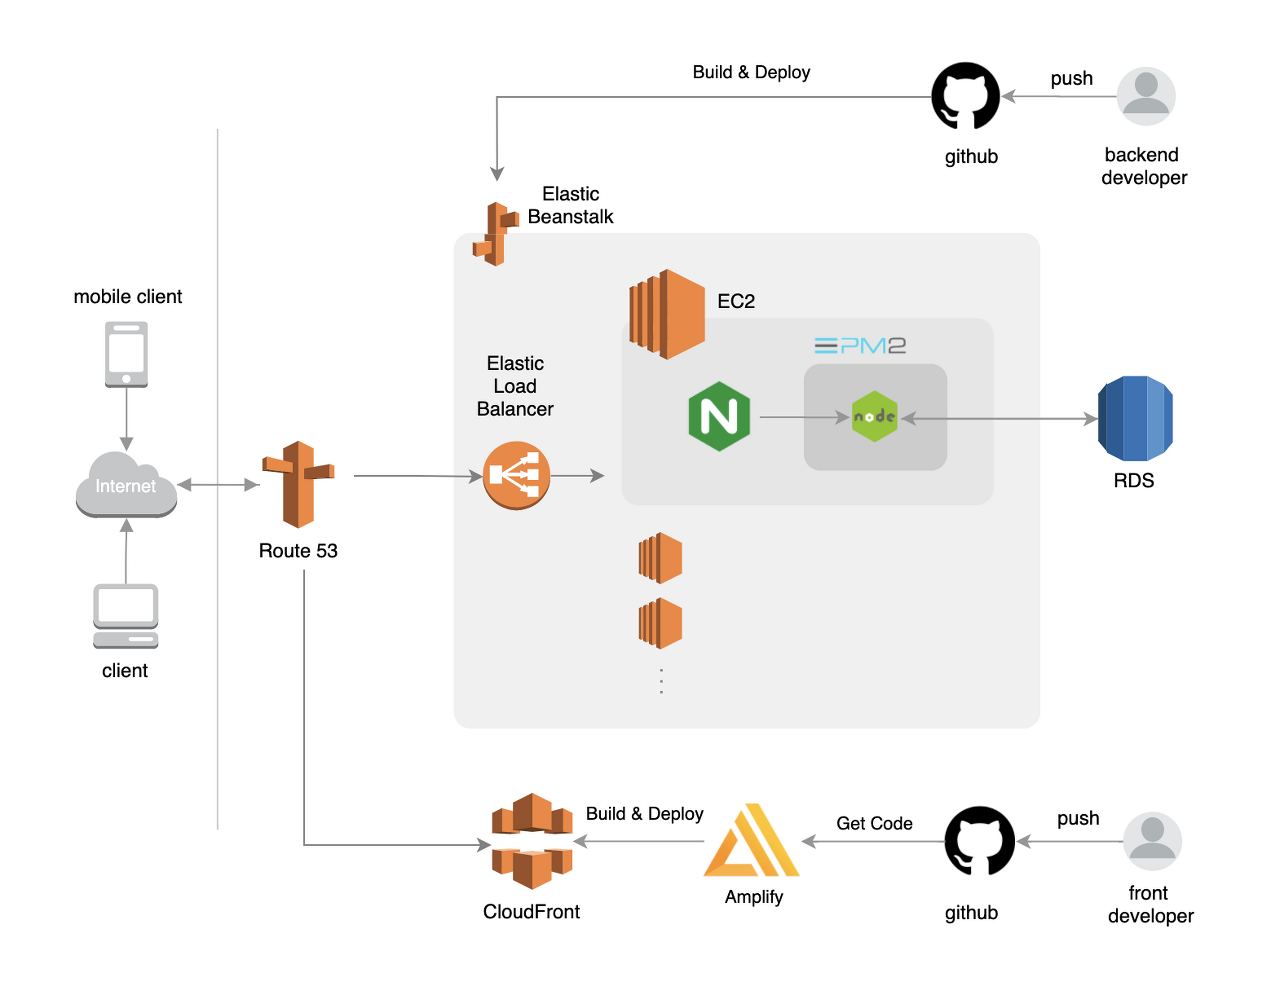 Build & Deploy
push
github
backend
developer
Elastic
Beanstalk
mobile client
EC2
PM2
Elastic
Load
Balancer
node
Internet
RDS
Route 53
client
Build & Deploy
Get Code
push
Amplify
CloudFront
github
front
developer